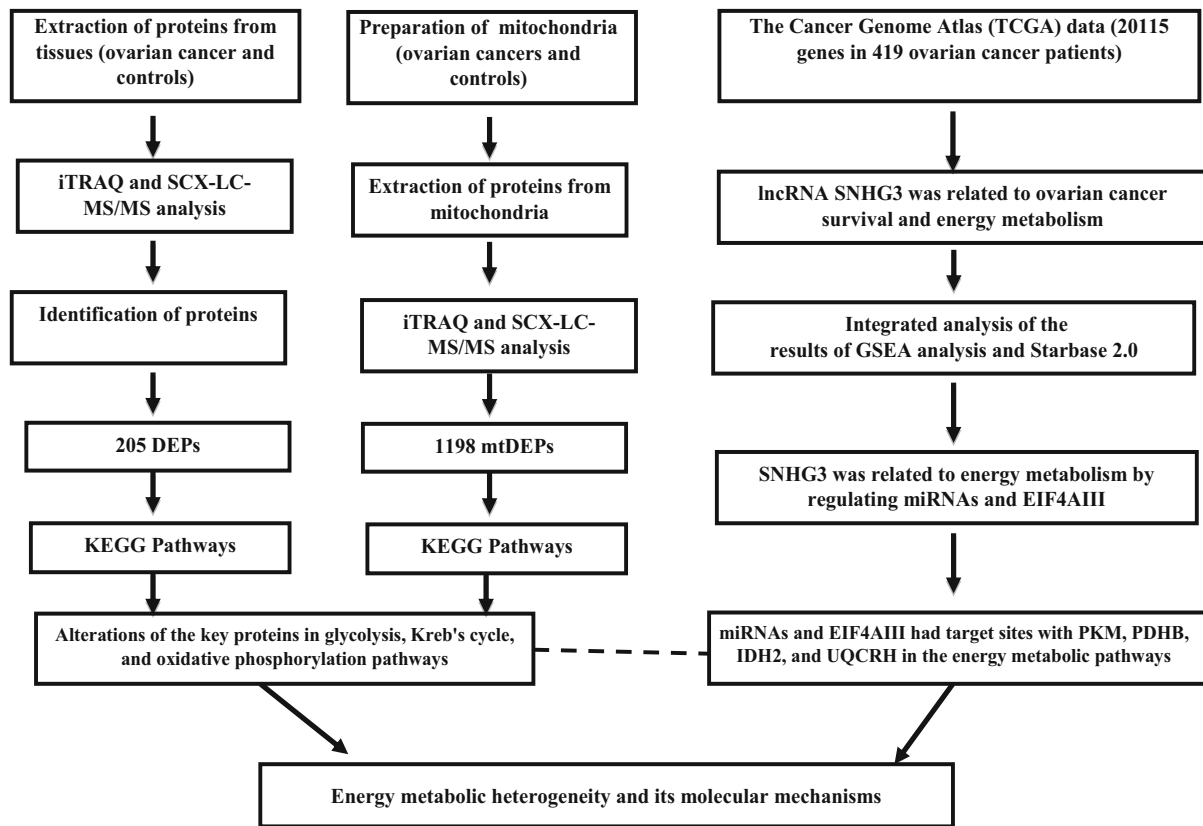 Extraction of proteins from
tissues (ovarian cancer and
controls)
iTRAQ and SCX-LC-
MS/MS analysis
Identification of proteins
205 DEPs
KEGG Pathways
Preparation of mitochondria
(ovarian cancers and
controls)
Extraction of proteins from
mitochondria
iTRAQ and SCX-LC-
MS/MS analysis
1198 mtDEPs
KEGG Pathways
Alterations of the key proteins in glycolysis, Kreb's cycle,
and oxidative phosphorylation pathways
The Cancer Genome Atlas (TCGA) data (20115
genes in 419 ovarian cancer patients)
lncRNA SNHG3 was related to ovarian cancer
survival and energy metabolism
Integrated analysis of the
results of GSEA analysis and Starbase 2.0
SNHG3 was related to energy metabolism by
regulating miRNAs and EIF4AIII
miRNAs and EIF4AIII had target sites with PKM, PDHB,
IDH2, and UQCRH in the energy metabolic pathways
Energy metabolic heterogeneity and its molecular mechanisms